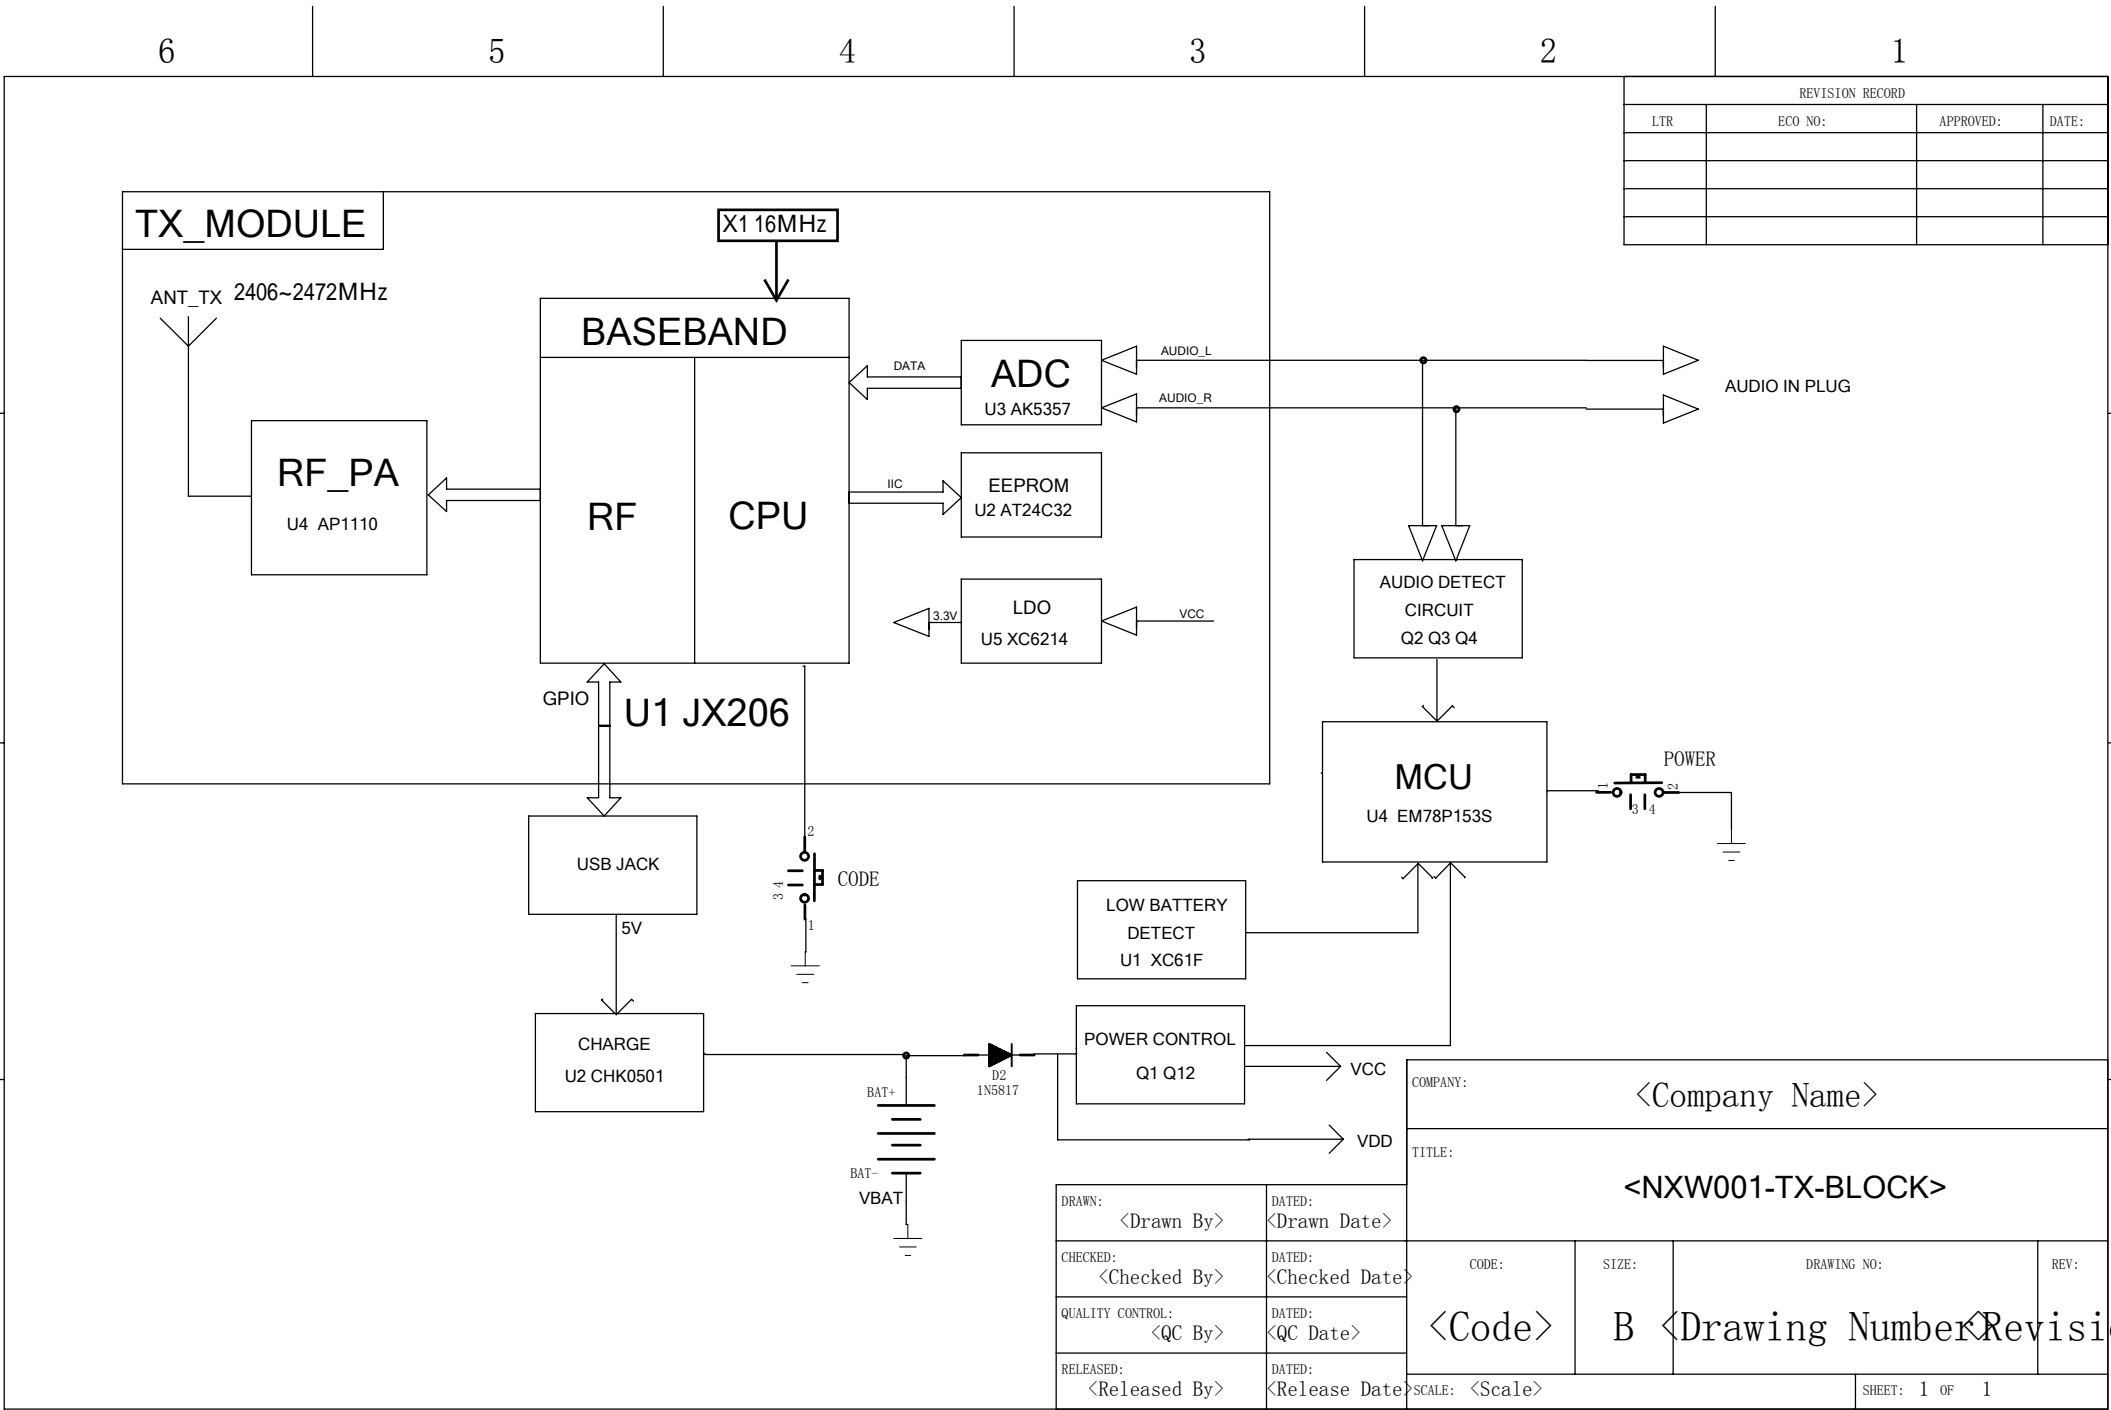 6 5 4 3 2 1
REVISION RECORD
LTR ECO NO: APPROVED: DATE:
TX_MODULE
X1 16MHz
ANT_TX 2406~2472MHz
BASEBAND
RF CPU
U1 JX206
RF_PA
U4 AP1110
DATA
ADC
U3 AK5357
AUDIO_L
AUDIO_R
AUDIO IN PLUG
IIC
EEPROM
U2 AT24C32
3.3V
LDO
U5 XC6214
VCC
GPIO
AUDIO DETECT
CIRCUIT
Q2 Q3 Q4
MCU
U4 EM78P153S
POWER
1 2
3 4
USB JACK
5V
2
3 4
CODE
1
LOW BATTERY
DETECT
U1 XC61F
CHARGE
U2 CHK0501
D2
1N5817
POWER CONTROL
Q1 Q12
VCC
VDD
BAT+
BAT-
VBAT
COMPANY:
<Company Name>
TITLE:
<NXW001-TX-BLOCK>
DRAWN: DATED:
<Drawn By> <Drawn Date>
CHECKED: DATED:
<Checked By> <Checked Date>
QUALITY CONTROL: DATED:
<QC By> <QC Date>
RELEASED: DATED:
<Released By> <Release Date>
CODE: SIZE: DRAWING NO: REV:
<Code> B <Drawing Number> <Revisi
SCALE: <Scale> SHEET: 1 OF 1